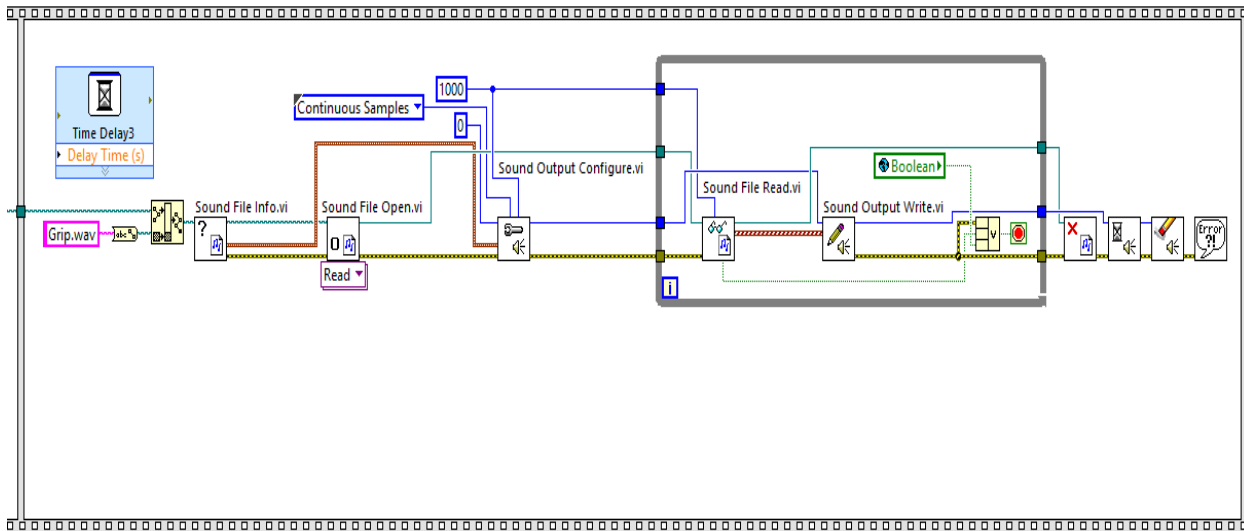 1000
Continuous Samples
0
Time Delay3
Delay Time (s)
Sound Output Configure.vi
Boolean
Sound File Read.vi
Sound File Info.vi
Sound File Open.vi
Sound Output Write.vi
Grip.wav
abc
?
Error
?!
Read
i